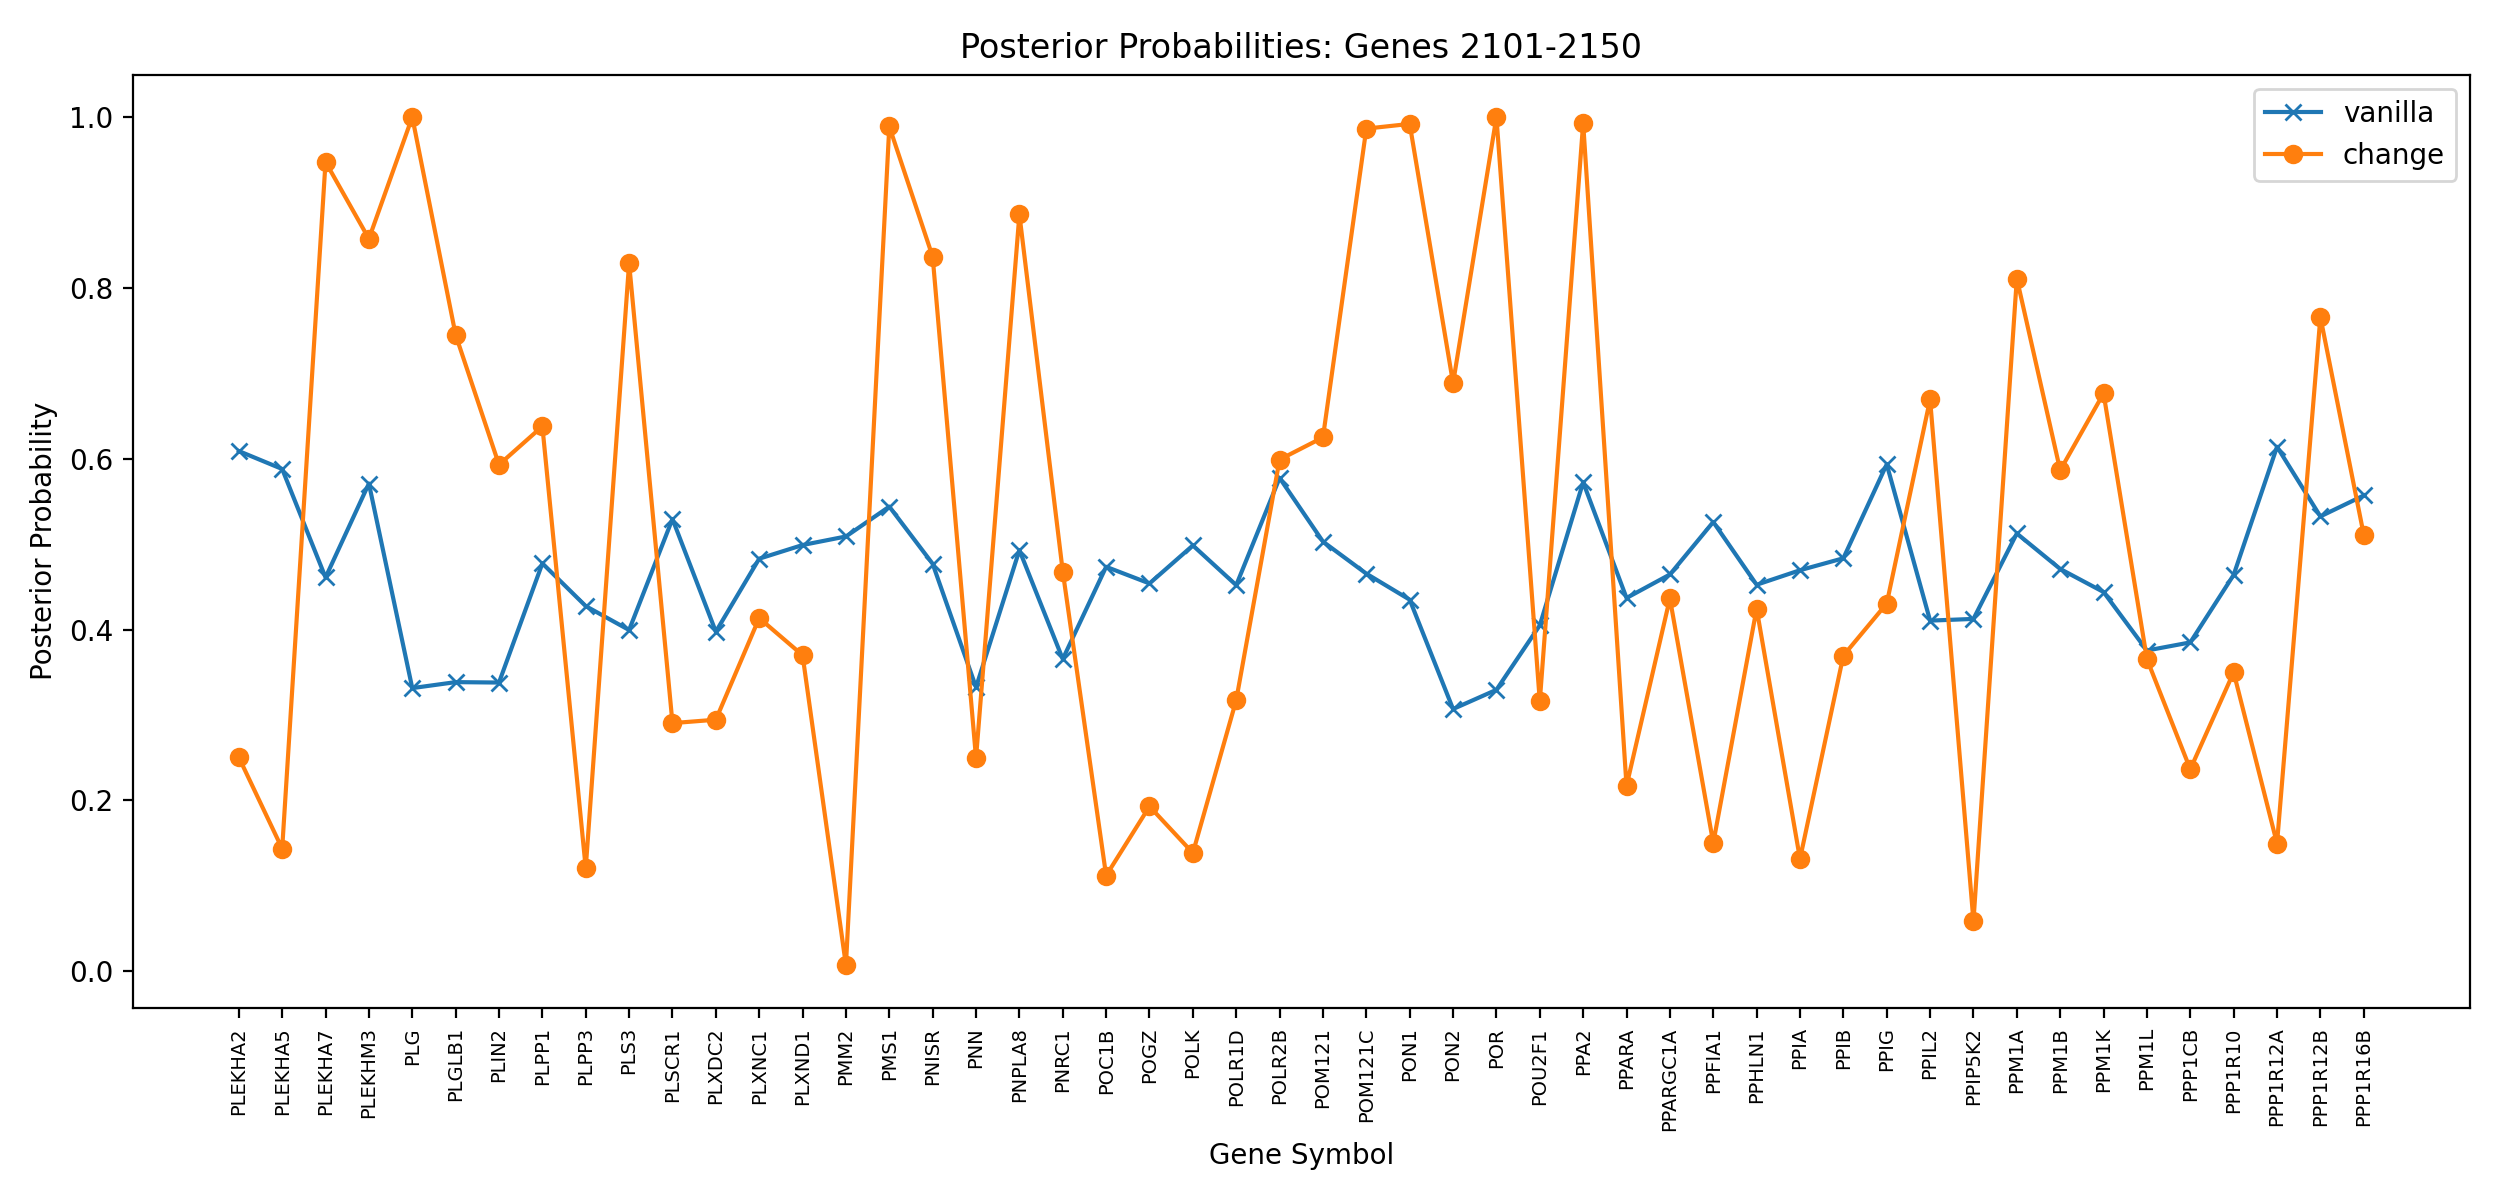 Posterior Probabilities: Genes 2101-2150
vanilla
change
Posterior Probability
1.0
0.8
0.6
0.4
0.2
0.0
PLEKHA2
PLEKHA5
PLEKHA7
PLEKHM3
PLG
PLGLB1
PLIN2
PLPP1
PLPP3
PLS3
PLSCR1
PLXDC2
PLXNC1
PLXND1
PMM2
PMS1
PNISR
PNN
PNPLA8
PNRC1
POC1B
POGZ
POLK
POLR1D
POLR2B
POM121
POM121C
PON1
PON2
POR
POU2F1
PPA2
PPARA
PPARGC1A
PPFIA1
PPHLN1
PPIA
PPIB
PPIG
PPIL2
PPIP5K2
PPM1A
PPM1B
PPM1K
PPM1L
PPP1CB
PPP1R10
PPP1R12A
PPP1R12B
PPP1R16B
Gene Symbol